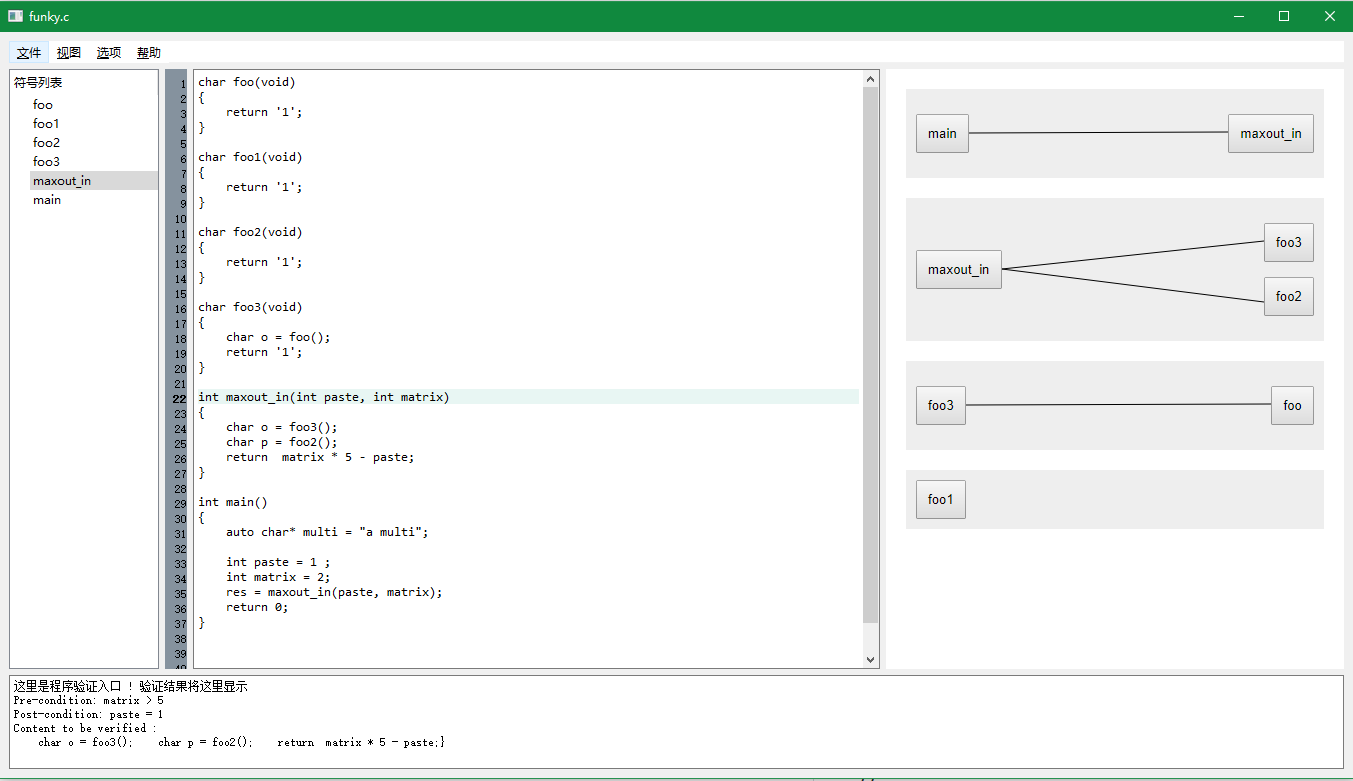 funky.c
文件 视图 选项 帮助
符号列表
foo
foo1
foo2
foo3
maxout_in
main
1 char foo(void)
2 {
3     return '1';
4 }
5
6 char foo1(void)
7 {
8     return '1';
9 }
10
11 char foo2(void)
12 {
13     return '1';
14 }
15
16 char foo3(void)
17 {
18     char o = foo();
19     return '1';
20 }
21
22 int maxout_in(int paste, int matrix)
23 {
24     char o = foo3();
25     char p = foo2();
26     return  matrix * 5 - paste;
27 }
28
29 int main()
30 {
31     auto char* multi = "a multi";
32
33     int paste = 1 ;
34     int matrix = 2;
35     res = maxout_in(paste, matrix);
36     return 0;
37 }
38
39
main maxout_in
maxout_in foo3
foo2
foo3 foo
foo1
这里是程序验证入口 ! 验证结果将这里显示
Pre-condition: matrix > 5
Post-condition: paste = 1
Content to be verified :
    char o = foo3();    char p = foo2();    return  matrix * 5 - paste;}